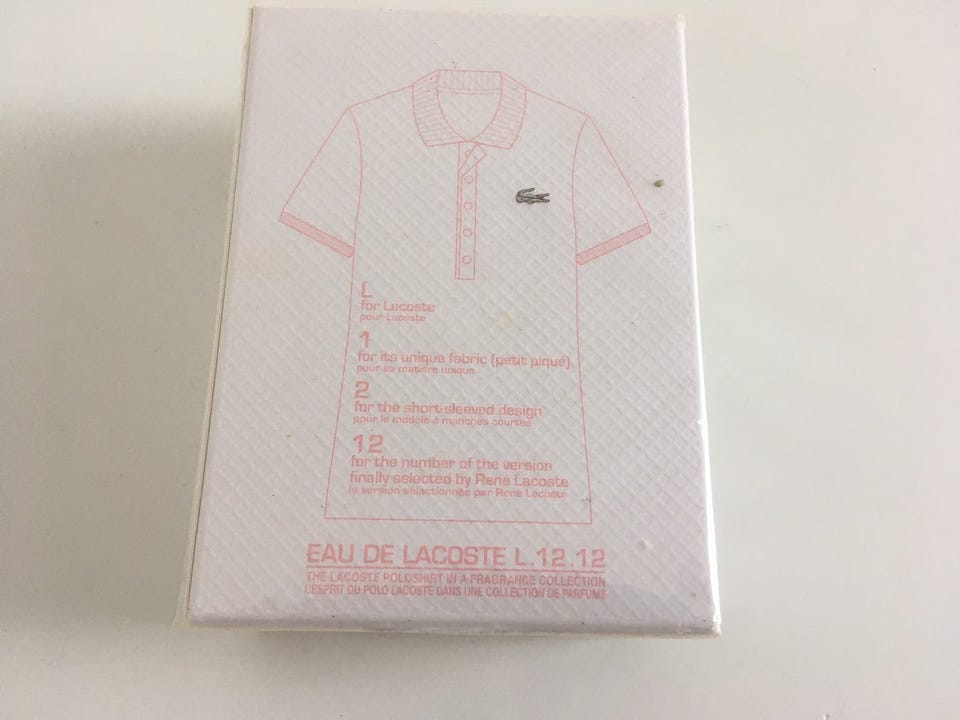 L
for Lacoste
pour Lacoste
1
for its unique fabric (petit piqué)
pour sa matière unique
2
for the short-sleeved design
pour le modèle à manches courtes
12
for the number of the version
finally selected by René Lacoste
la version sélectionnée par René Lacoste
EAU DE LACOSTE L.12.12
THE LACOSTE POLOSHIRT IN A FRAGRANCE COLLECTION
L'ESPRIT DU POLO LACOSTE DANS UNE COLLECTION DE PARFUMS